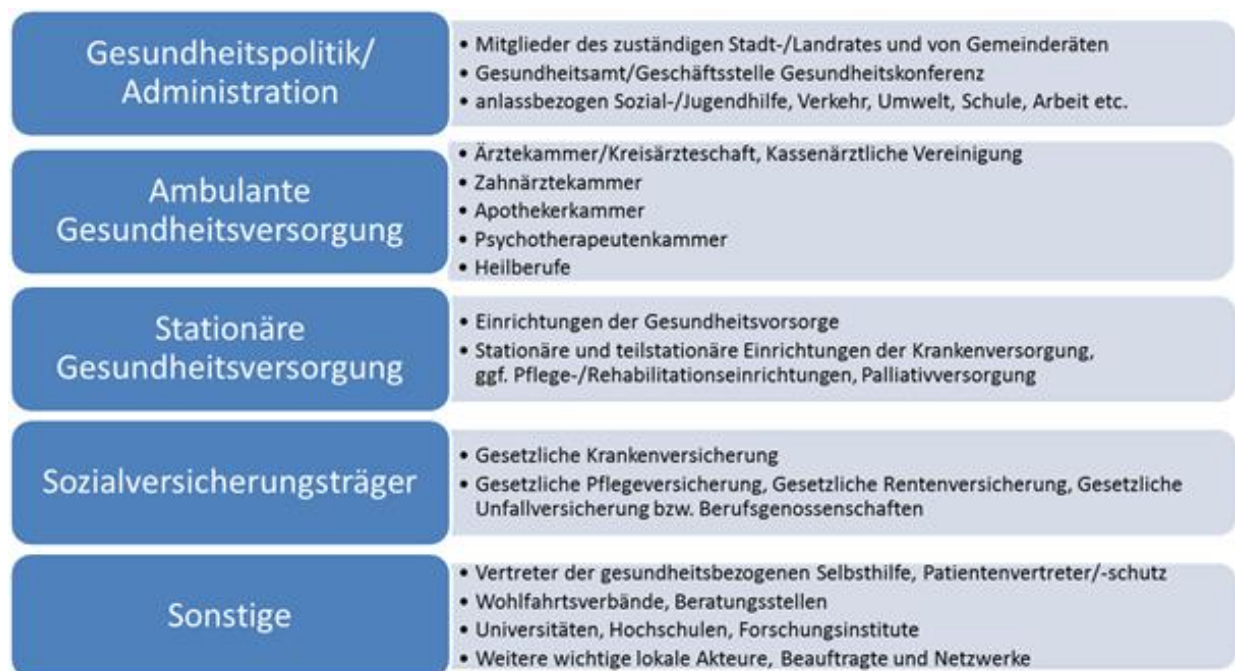 Gesundheitspolitik/
Administration
• Mitglieder des zuständigen Stadt-/Landrates und von Gemeinderäten
• Gesundheitsamt/Geschäftsstelle Gesundheitskonferenz
• anlassbezogen Sozial-/Jugendhilfe, Verkehr, Umwelt, Schule, Arbeit etc.
Ambulante
Gesundheitsversorgung
• Ärztekammer/Kreisärzteschaft, Kassenärztliche Vereinigung
• Zahnärztekammer
• Apothekerkammer
• Psychotherapeutenkammer
• Heilberufe
Stationäre
Gesundheitsversorgung
• Einrichtungen der Gesundheitsvorsorge
• Stationäre und teilstationäre Einrichtungen der Krankenversorgung,
ggf. Pflege-/Rehabilitationseinrichtungen, Palliativversorgung
Sozialversicherungsträger
• Gesetzliche Krankenversicherung
• Gesetzliche Pflegeversicherung, Gesetzliche Rentenversicherung, Gesetzliche
Unfallversicherung bzw. Berufsgenossenschaften
Sonstige
• Vertreter der gesundheitsbezogenen Selbsthilfe, Patientenvertreter/-schutz
• Wohlfahrtsverbände, Beratungsstellen
• Universitäten, Hochschulen, Forschungsinstitute
• Weitere wichtige lokale Akteure, Beauftragte und Netzwerke